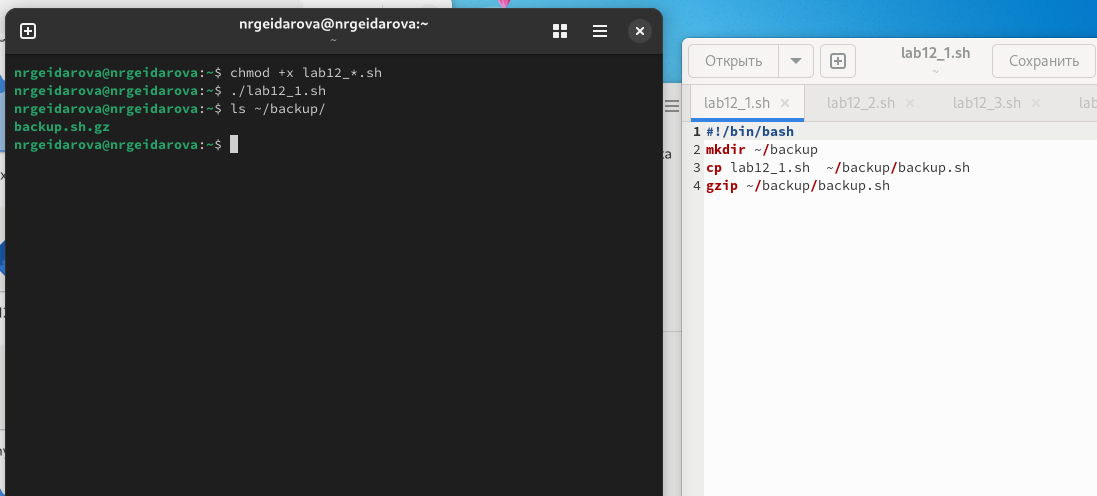 nrgeidarova@nrgeidarova:~
~
nrgeidarova@nrgeidarova:~$ chmod +x lab12_*.sh
nrgeidarova@nrgeidarova:~$ ./lab12_1.sh
nrgeidarova@nrgeidarova:~$ ls ~/backup/
backup.sh.gz
nrgeidarova@nrgeidarova:~$
Открыть
lab12_1.sh
~
Сохранить
lab12_1.sh × lab12_2.sh × lab12_3.sh × lab
1 #!/bin/bash
2 mkdir ~/backup
3 cp lab12_1.sh  ~/backup/backup.sh
4 gzip ~/backup/backup.sh